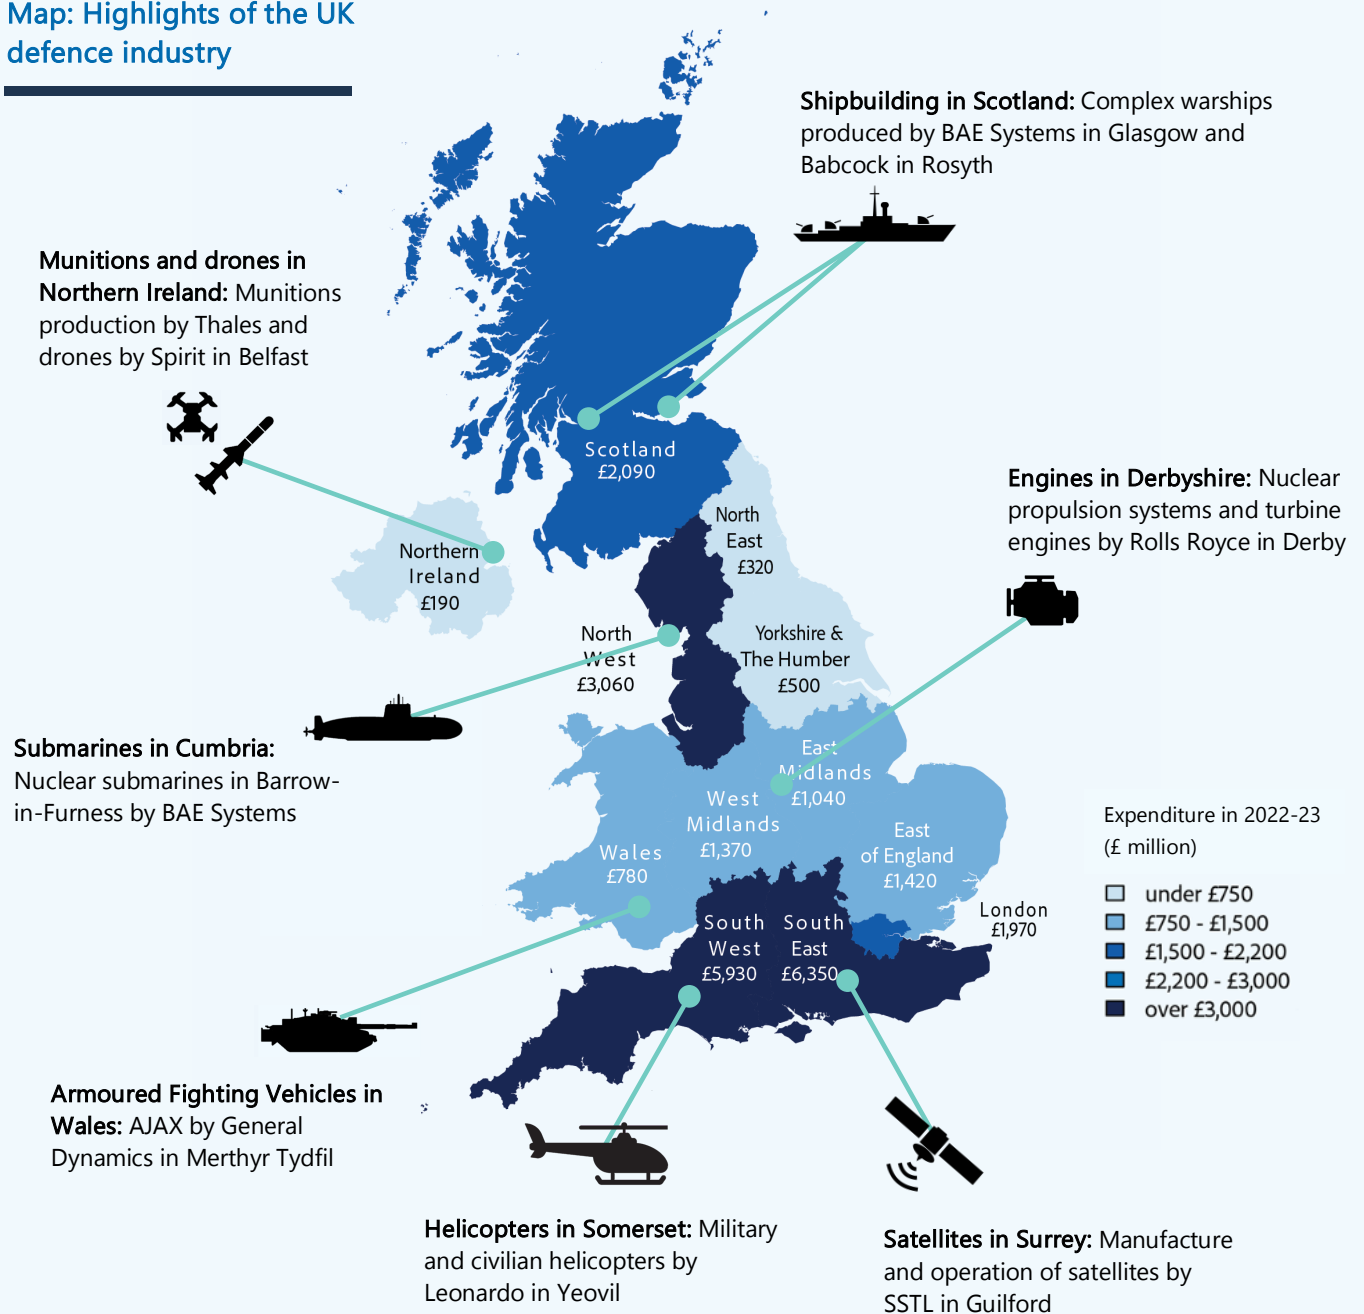 Map: Highlights of the UK
defence industry
Shipbuilding in Scotland: Complex warships
produced by BAE Systems in Glasgow and
Babcock in Rosyth
Munitions and drones in
Northern Ireland: Munitions
production by Thales and
drones by Spirit in Belfast
Scotland
£2,090
Engines in Derbyshire: Nuclear
propulsion systems and turbine
engines by Rolls Royce in Derby
North
East
£320
Northern
Ireland
£190
North
West
£3,060
Yorkshire &
The Humber
£500
Submarines in Cumbria:
Nuclear submarines in Barrow-
in-Furness by BAE Systems
East
Midlands
£1,040
West
Midlands
£1,370
East
of England
£1,420
Wales
£780
Expenditure in 2022-23
(£ million)
under £750
£750 - £1,500
£1,500 - £2,200
£2,200 - £3,000
over £3,000
London
£1,970
South
West
£5,930
South
East
£6,350
Armoured Fighting Vehicles in
Wales: AJAX by General
Dynamics in Merthyr Tydfil
Helicopters in Somerset: Military
and civilian helicopters by
Leonardo in Yeovil
Satellites in Surrey: Manufacture
and operation of satellites by
SSTL in Guilford